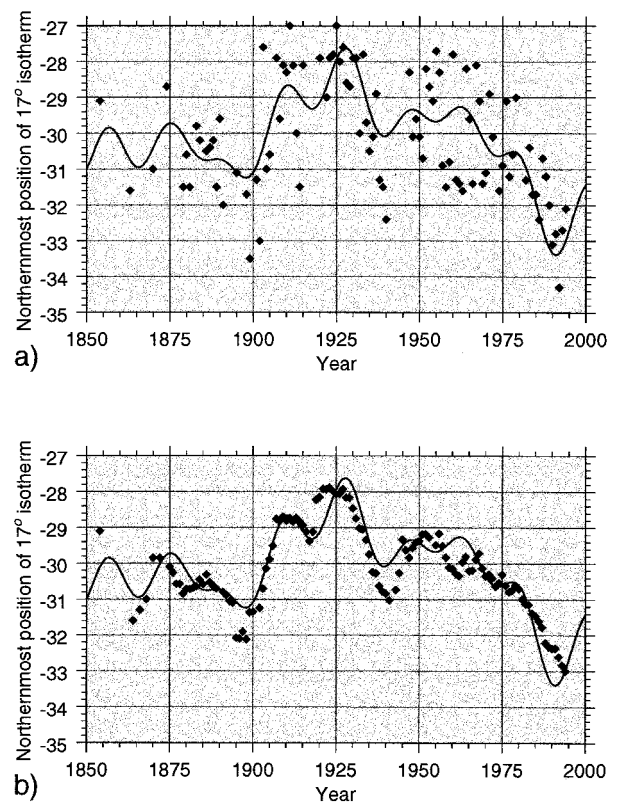 Northernmost position of 17° isotherm
-27
-28
-29
-30
-31
-32
-33
-34
-35
1850 1875 1900 1925 1950 1975 2000
Year
a)
Northernmost position of 17° isotherm
-27
-28
-29
-30
-31
-32
-33
-34
-35
1850 1875 1900 1925 1950 1975 2000
Year
b)